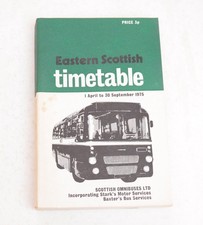 PRICE 3p
Eastern Scottish
timetable
1 April to 30 September 1975
SCOTTISH OMNIBUSES LTD
Incorporating Stark's Motor Services
Baxter's Bus Services